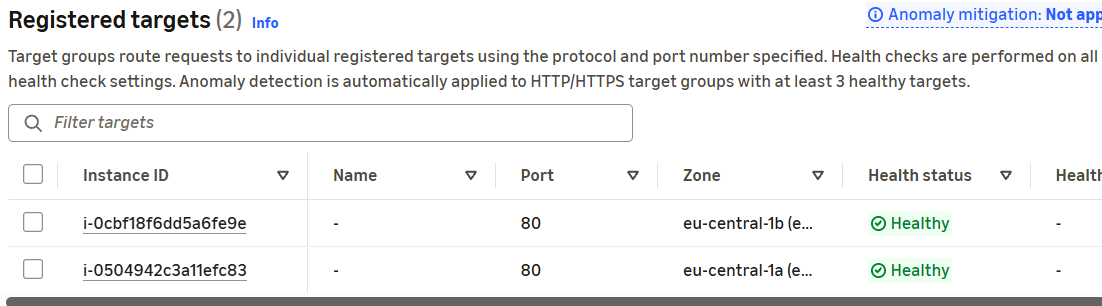 Registered targets (2) Info
Anomaly mitigation: Not app
Target groups route requests to individual registered targets using the protocol and port number specified. Health checks are performed on all
health check settings. Anomaly detection is automatically applied to HTTP/HTTPS target groups with at least 3 healthy targets.
Filter targets
Instance ID Name Port Zone Health status Health
i-0cbf18f6dd5a6fe9e - 80 eu-central-1b (e... Healthy -
i-0504942c3a11efc83 - 80 eu-central-1a (e... Healthy -